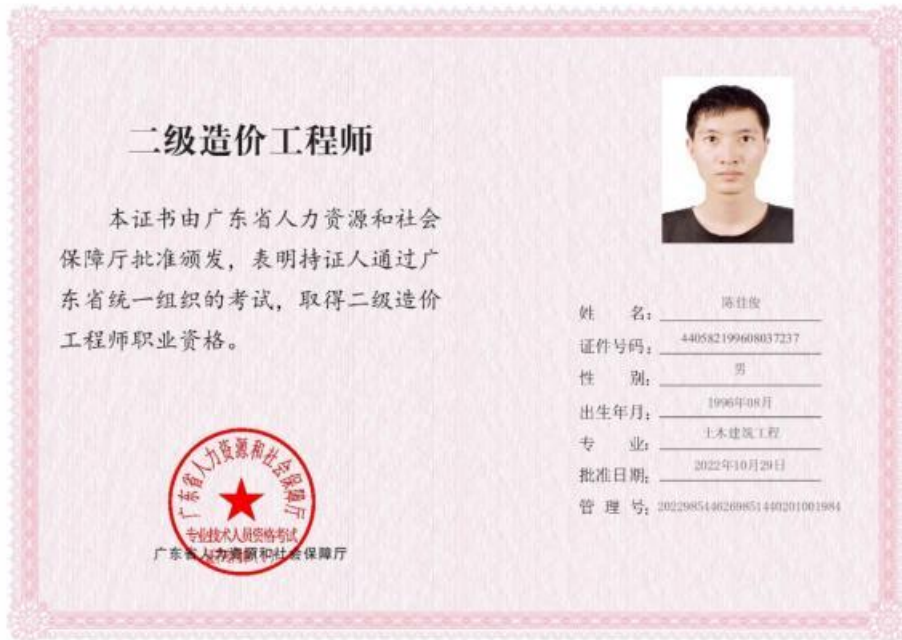 二级造价工程师
本证书由广东省人力资源和社会
保障厅批准颁发，表明持证人通过广
东省统一组织的考试，取得二级造价
工程师职业资格。
广东省人力资源和社会保障厅
专业技术人员资格考试
广东省人力资源和社会保障厅
姓 名：陈佳俊
证件号码：440582199608037237
性 别：男
出生年月：1996年08月
专 业：土木建筑工程
批准日期：2022年10月29日
管 理 号：2022985446269851440201001984